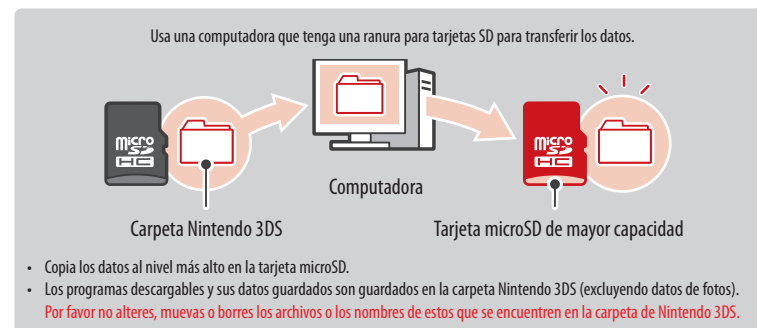 Usa una computadora que tenga una ranura para tarjetas SD para transferir los datos.
micro
SD
HC
micro
SD
HC
Computadora
Carpeta Nintendo 3DS
Tarjeta microSD de mayor capacidad
• Copia los datos al nivel más alto en la tarjeta microSD.
• Los programas descargables y sus datos guardados son guardados en la carpeta Nintendo 3DS (excluyendo datos de fotos).
Por favor no alteres, muevas o borres los archivos o los nombres de estos que se encuentren en la carpeta de Nintendo 3DS.